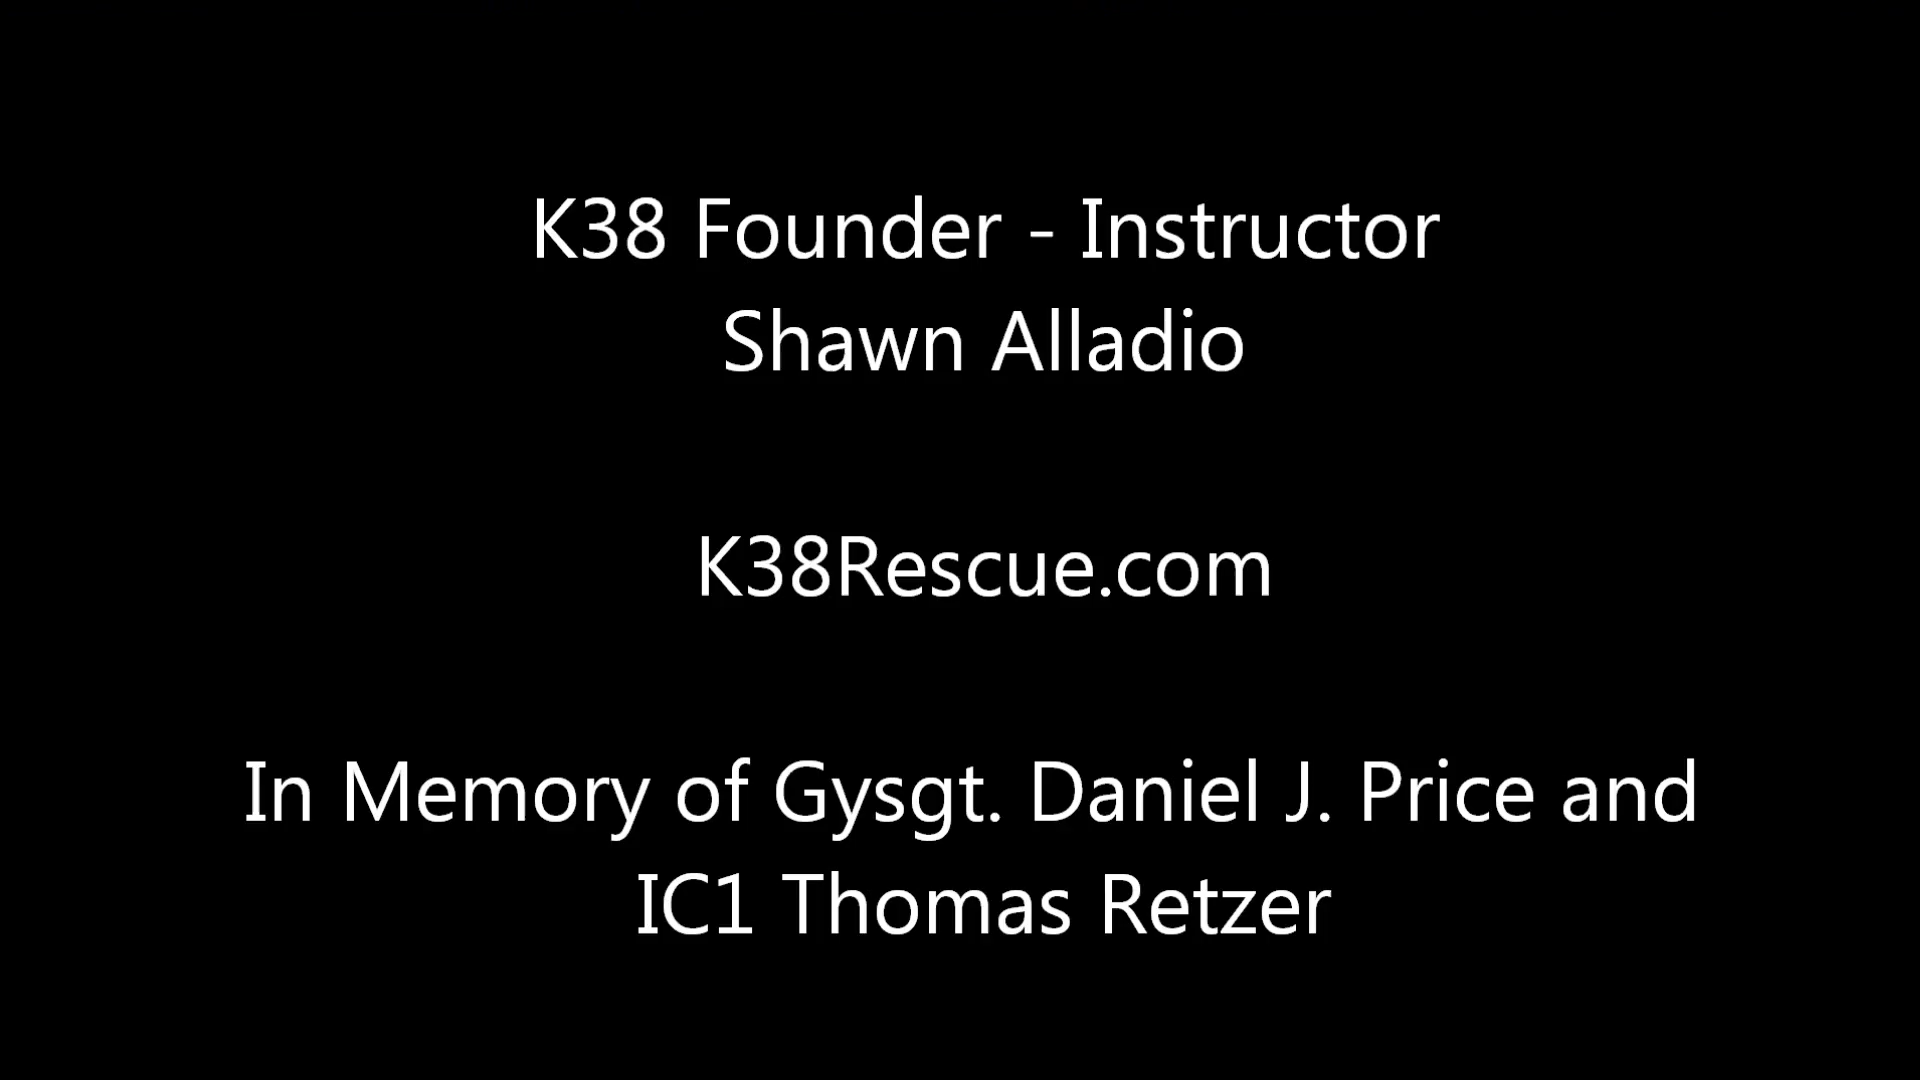 K38 Founder - Instructor
Shawn Alladio
K38Rescue.com
In Memory of Gysgt. Daniel J. Price and
IC1 Thomas Retzer